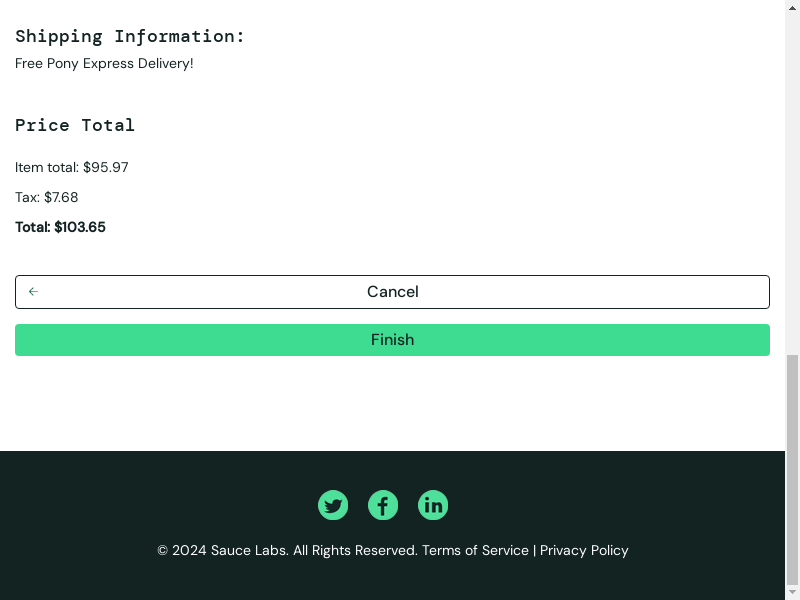 Shipping Information:
Free Pony Express Delivery!
Price Total
Item total: $95.97
Tax: $7.68
Total: $103.65
Cancel
Finish
© 2024 Sauce Labs. All Rights Reserved. Terms of Service | Privacy Policy